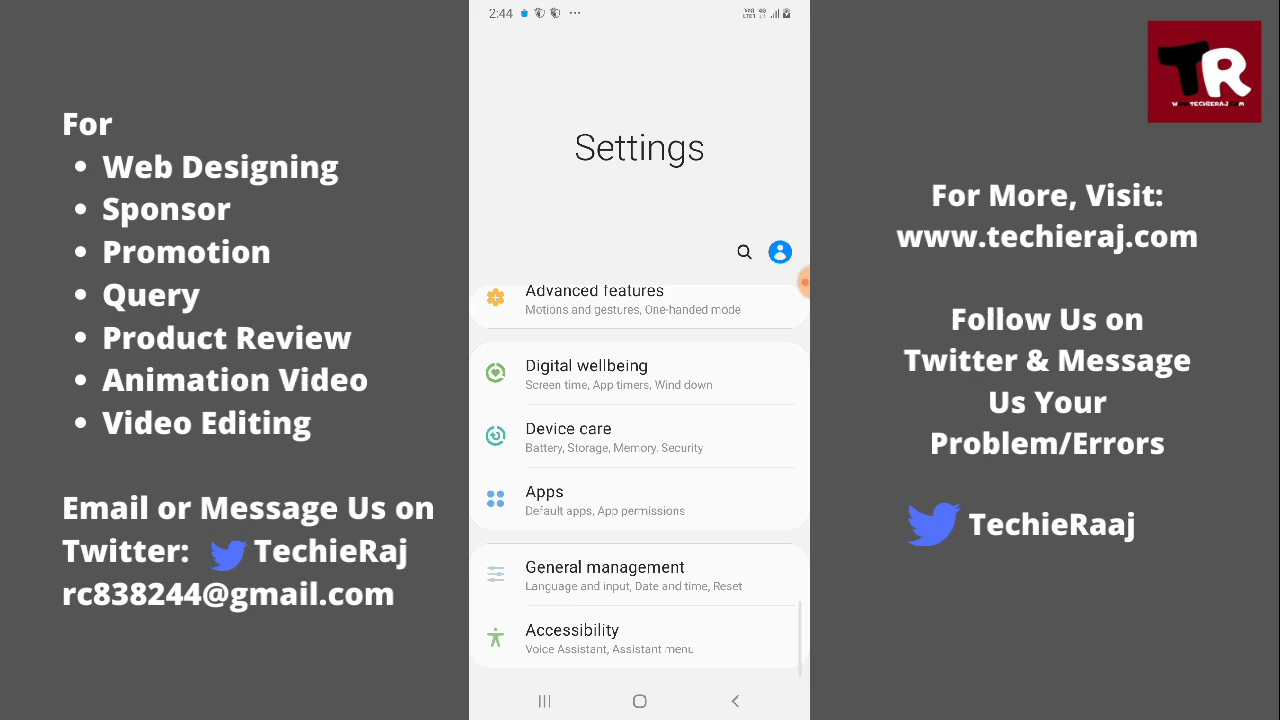 For
• Web Designing
• Sponsor
• Promotion
• Query
• Product Review
• Animation Video
• Video Editing
Email or Message Us on
Twitter: TechieRaj
rc838244@gmail.com
2:44
Settings
Advanced features
Motions and gestures, One-handed mode
Digital wellbeing
Screen time, App timers, Wind down
Device care
Battery, Storage, Memory, Security
Apps
Default apps, App permissions
General management
Language and input, Date and time, Reset
Accessibility
Voice Assistant, Assistant menu
TR
For More, Visit:
www.techieraj.com
Follow Us on
Twitter & Message
Us Your
Problem/Errors
TechieRaaj